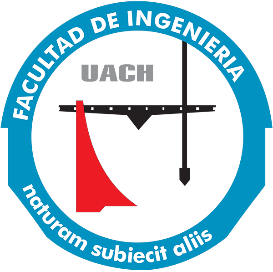 FACULTAD DE INGENIERIA
UACH
naturam subiecit aliis